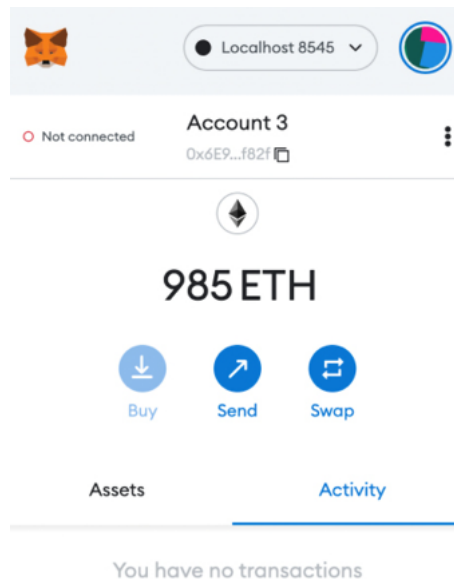 Localhost 8545
Not connected
Account 3
0x6E9...f82f
985 ETH
Buy
Send
Swap
Assets
Activity
You have no transactions